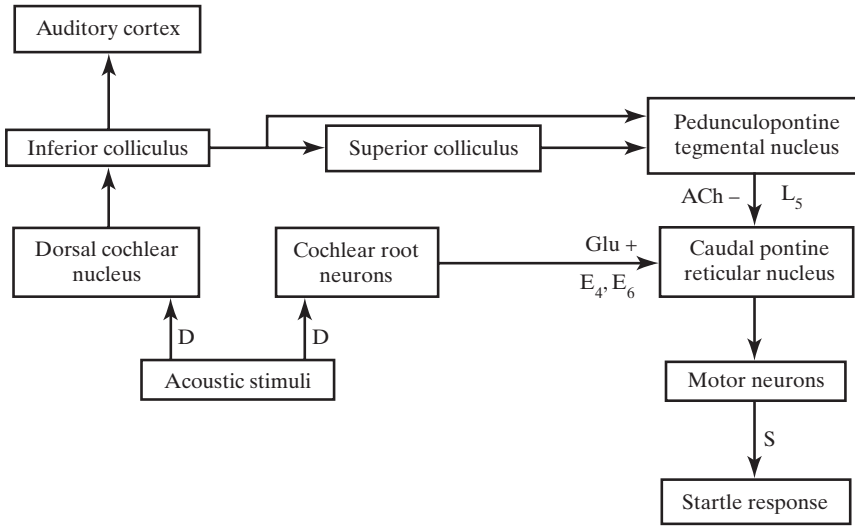 Auditory cortex
Inferior colliculus
Superior colliculus
Pedunculopontine
tegmental nucleus
ACh – L5
Dorsal cochlear
nucleus
Cochlear root
neurons
Glu +
E4, E6
Caudal pontine
reticular nucleus
D
D
Acoustic stimuli
Motor neurons
S
Startle response